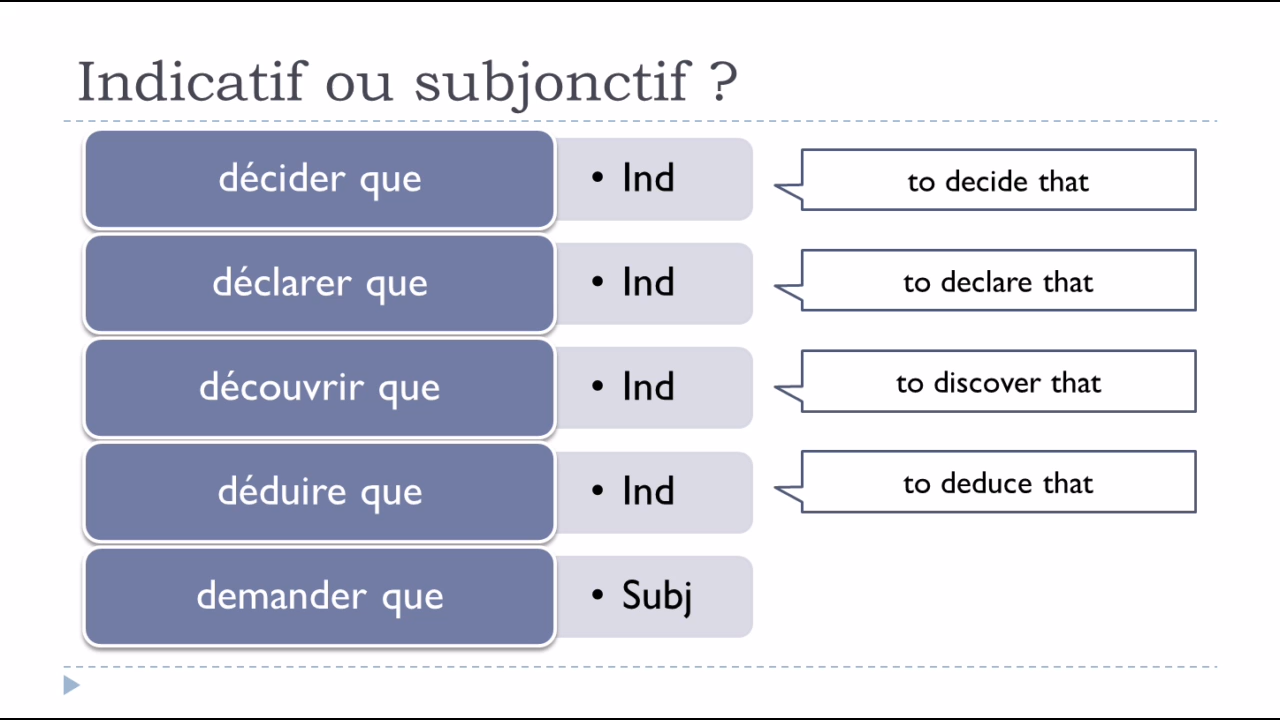 Indicatif ou subjonctif ?
décider que
• Ind
to decide that
déclarer que
• Ind
to declare that
découvrir que
• Ind
to discover that
déduire que
• Ind
to deduce that
demander que
• Subj